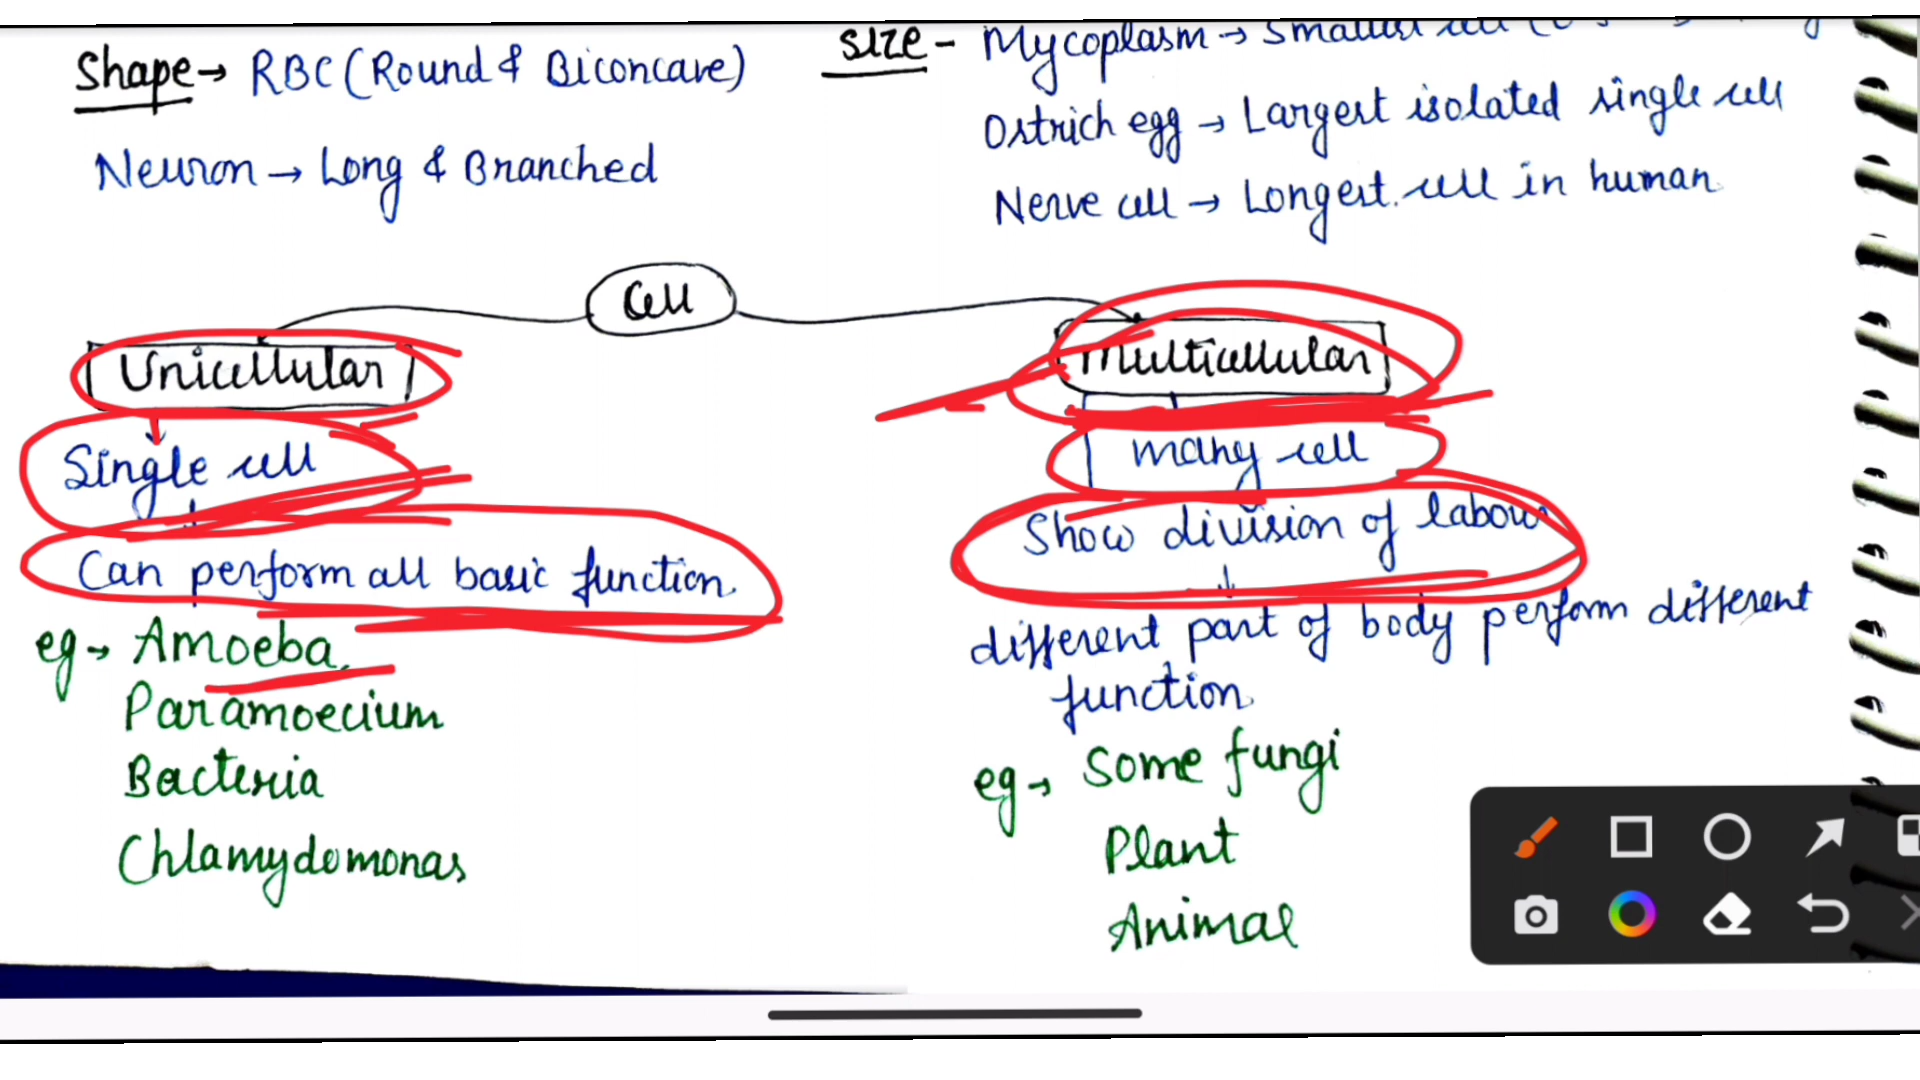 Shape → RBC (Round & Biconcave)
Neuron → Long & Branched
Size - Mycoplasm → Smallest cell
Ostrich egg → Largest isolated single cell
Nerve cell → Longest cell in human
Cell
Unicellular
Single cell
Can perform all basic function.
eg → Amoeba,
Paramoecium
Bacteria
Chlamydomonas
Multicellular
many cell
Show division of labour
different part of body perform different
function.
eg → Some fungi
Plant
Animal